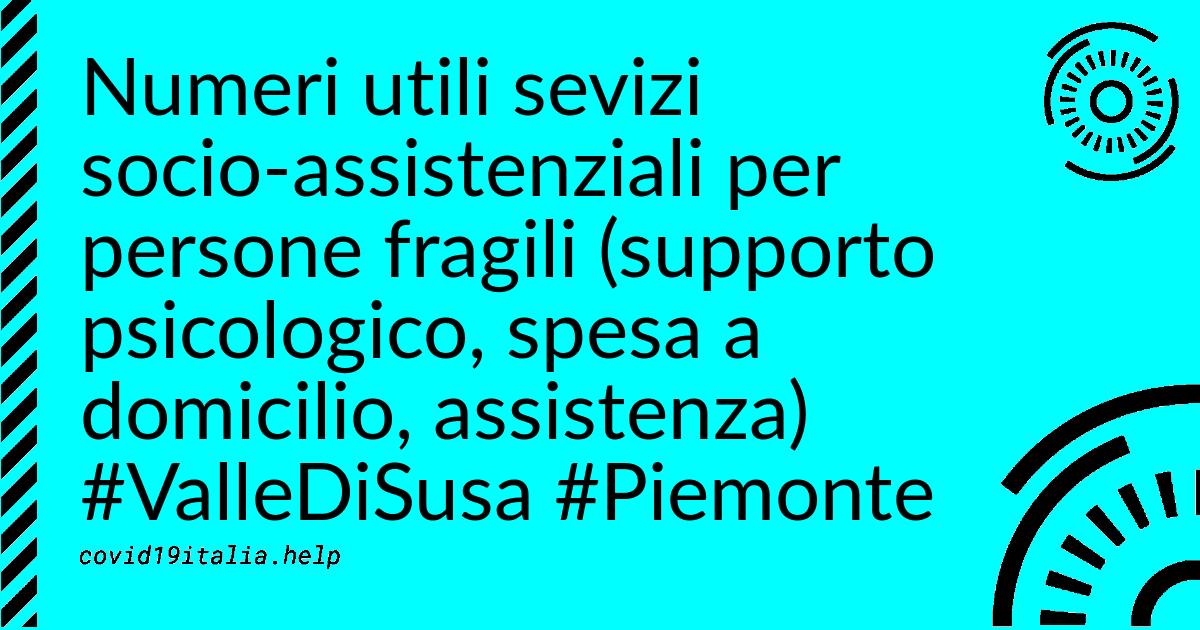 Numeri utili sevizi
socio-assistenziali per
persone fragili (supporto
psicologico, spesa a
domicilio, assistenza)
#ValleDiSusa #Piemonte
covid19italia.help